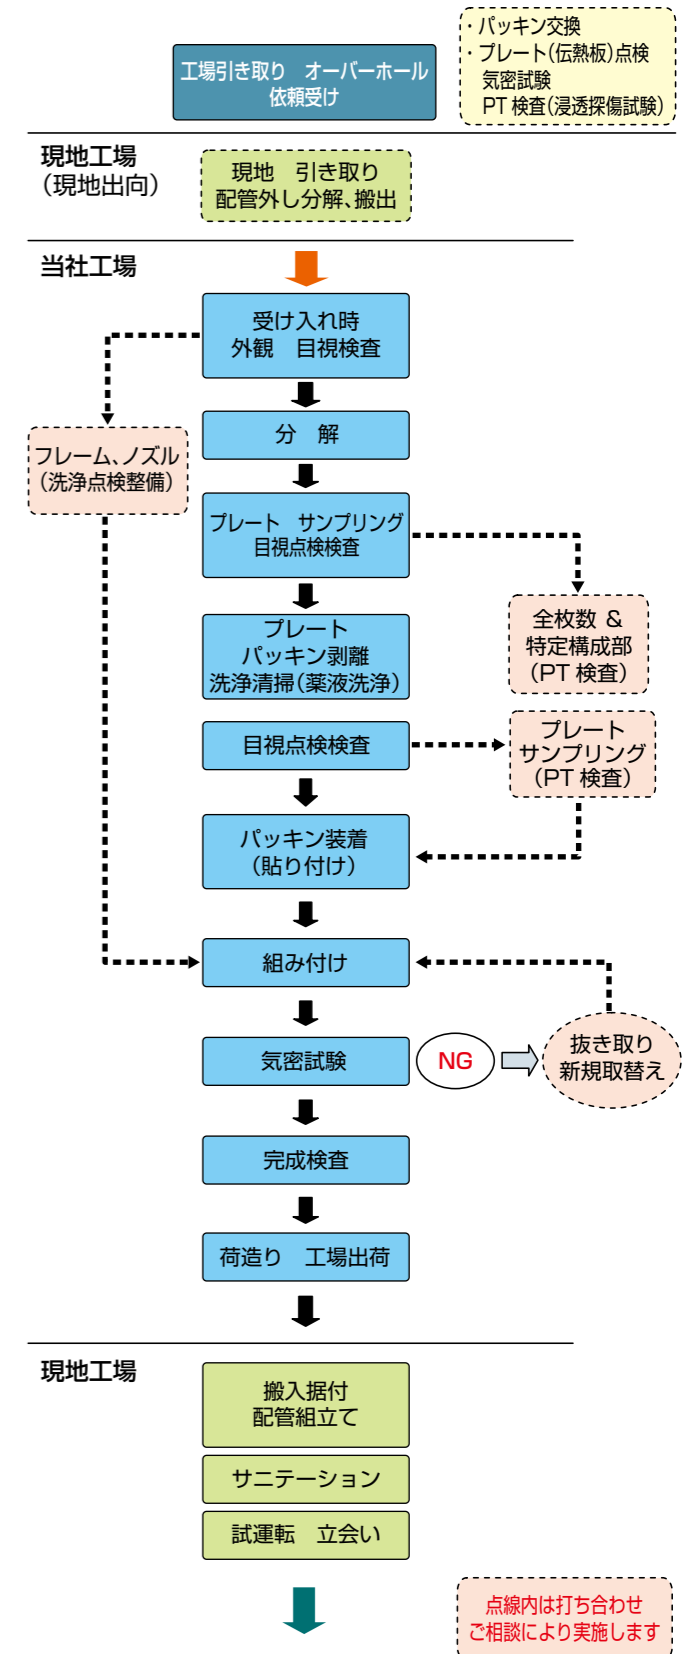 ・パッキン交換
・プレート(伝熱板)点検
気密試験
PT 検査(浸透探傷試験)
工場引き取り　オーバーホール
依頼受け
現地工場
(現地出向)
現地　引き取り
配管外し分解、搬出
当社工場
受け入れ時
外観　目視検査
分　解
フレーム、ノズル
(洗浄点検整備)
プレート　サンプリング
目視点検検査
全枚数 &
特定構成部
(PT 検査)
プレート
パッキン剥離
洗浄清掃(薬液洗浄)
目視点検検査
プレート
サンプリング
(PT 検査)
パッキン装着
(貼り付け)
組み付け
気密試験
NG
抜き取り
新規取替え
完成検査
荷造り　工場出荷
現地工場
搬入据付
配管組立て
サニテーション
試運転　立会い
点線内は打ち合わせ
ご相談により実施します